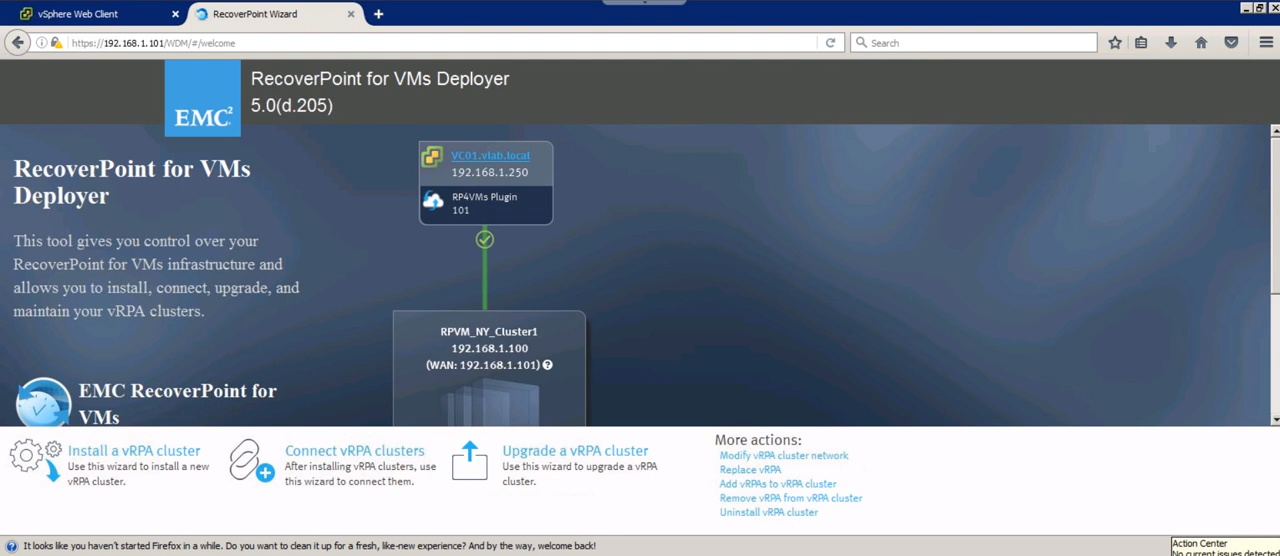 vSphere Web Client
RecoverPoint Wizard
https://192.168.1.101/WDM/#/welcome
Search
EMC²
RecoverPoint for VMs Deployer
5.0(d.205)
RecoverPoint for VMs
Deployer
This tool gives you control over your
RecoverPoint for VMs infrastructure and
allows you to install, connect, upgrade, and
maintain your vRPA clusters.
EMC RecoverPoint for
VMs
VC01.vlab.local
192.168.1.250
RP4VMs Plugin
101
RPVM_NY_Cluster1
192.168.1.100
(WAN: 192.168.1.101)
Install a vRPA cluster
Use this wizard to install a new
vRPA cluster.
Connect vRPA clusters
After installing vRPA clusters, use
this wizard to connect them.
Upgrade a vRPA cluster
Use this wizard to upgrade a vRPA
cluster.
More actions:
Modify vRPA cluster network
Replace vRPA
Add vRPAs to vRPA cluster
Remove vRPA from vRPA cluster
Uninstall vRPA cluster
It looks like you haven't started Firefox in a while. Do you want to clean it up for a fresh, like-new experience? And by the way, welcome back!
Action Center
No current issues detected